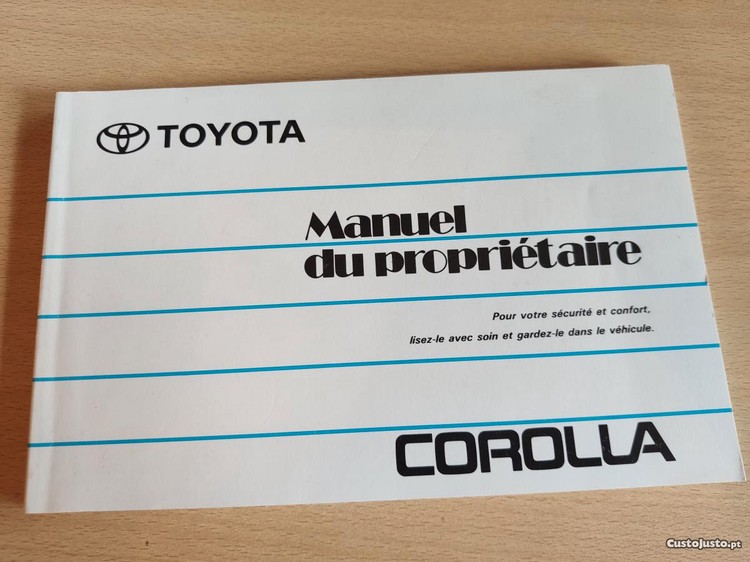 TOYOTA
Manuel
du propriétaire
Pour votre sécurité et confort,
lisez-le avec soin et gardez-le dans le véhicule.
COROLLA
CustoJusto.pt